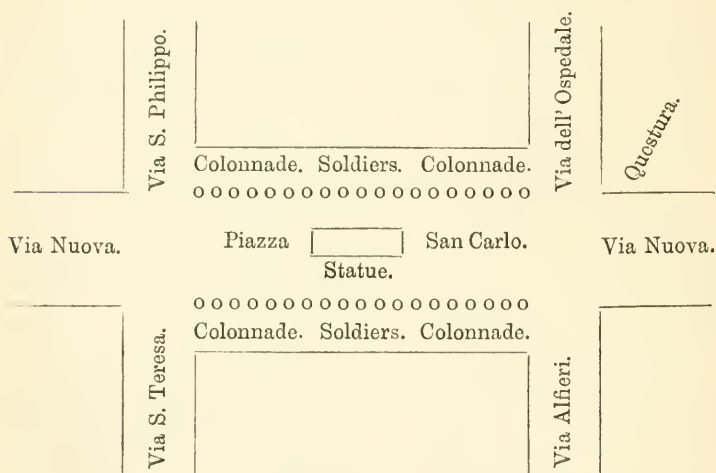 Via S. Philippo.
Via dell' Ospedale.
Questura.
Colonnade. Soldiers. Colonnade.
o o o o o o o o o o o o o o o o o o o
Via Nuova.
Piazza San Carlo.
Via Nuova.
Statue.
o o o o o o o o o o o o o o o o o o o
Colonnade. Soldiers. Colonnade.
Via S. Teresa.
Via Alfieri.